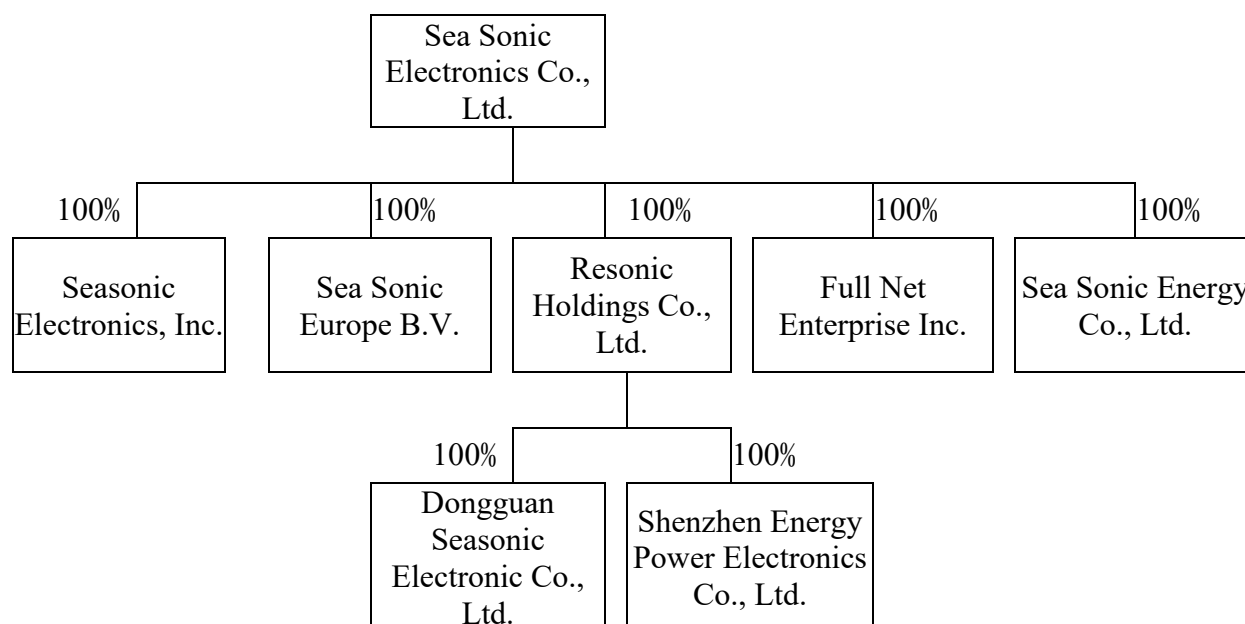 Sea Sonic
Electronics Co.,
Ltd.
100%
100%
100%
100%
100%
Seasonic
Electronics, Inc.
Sea Sonic
Europe B.V.
Resonic
Holdings Co.,
Ltd.
Full Net
Enterprise Inc.
Sea Sonic Energy
Co., Ltd.
100%
100%
Dongguan
Seasonic
Electronic Co.,
Ltd.
Shenzhen Energy
Power Electronics
Co., Ltd.